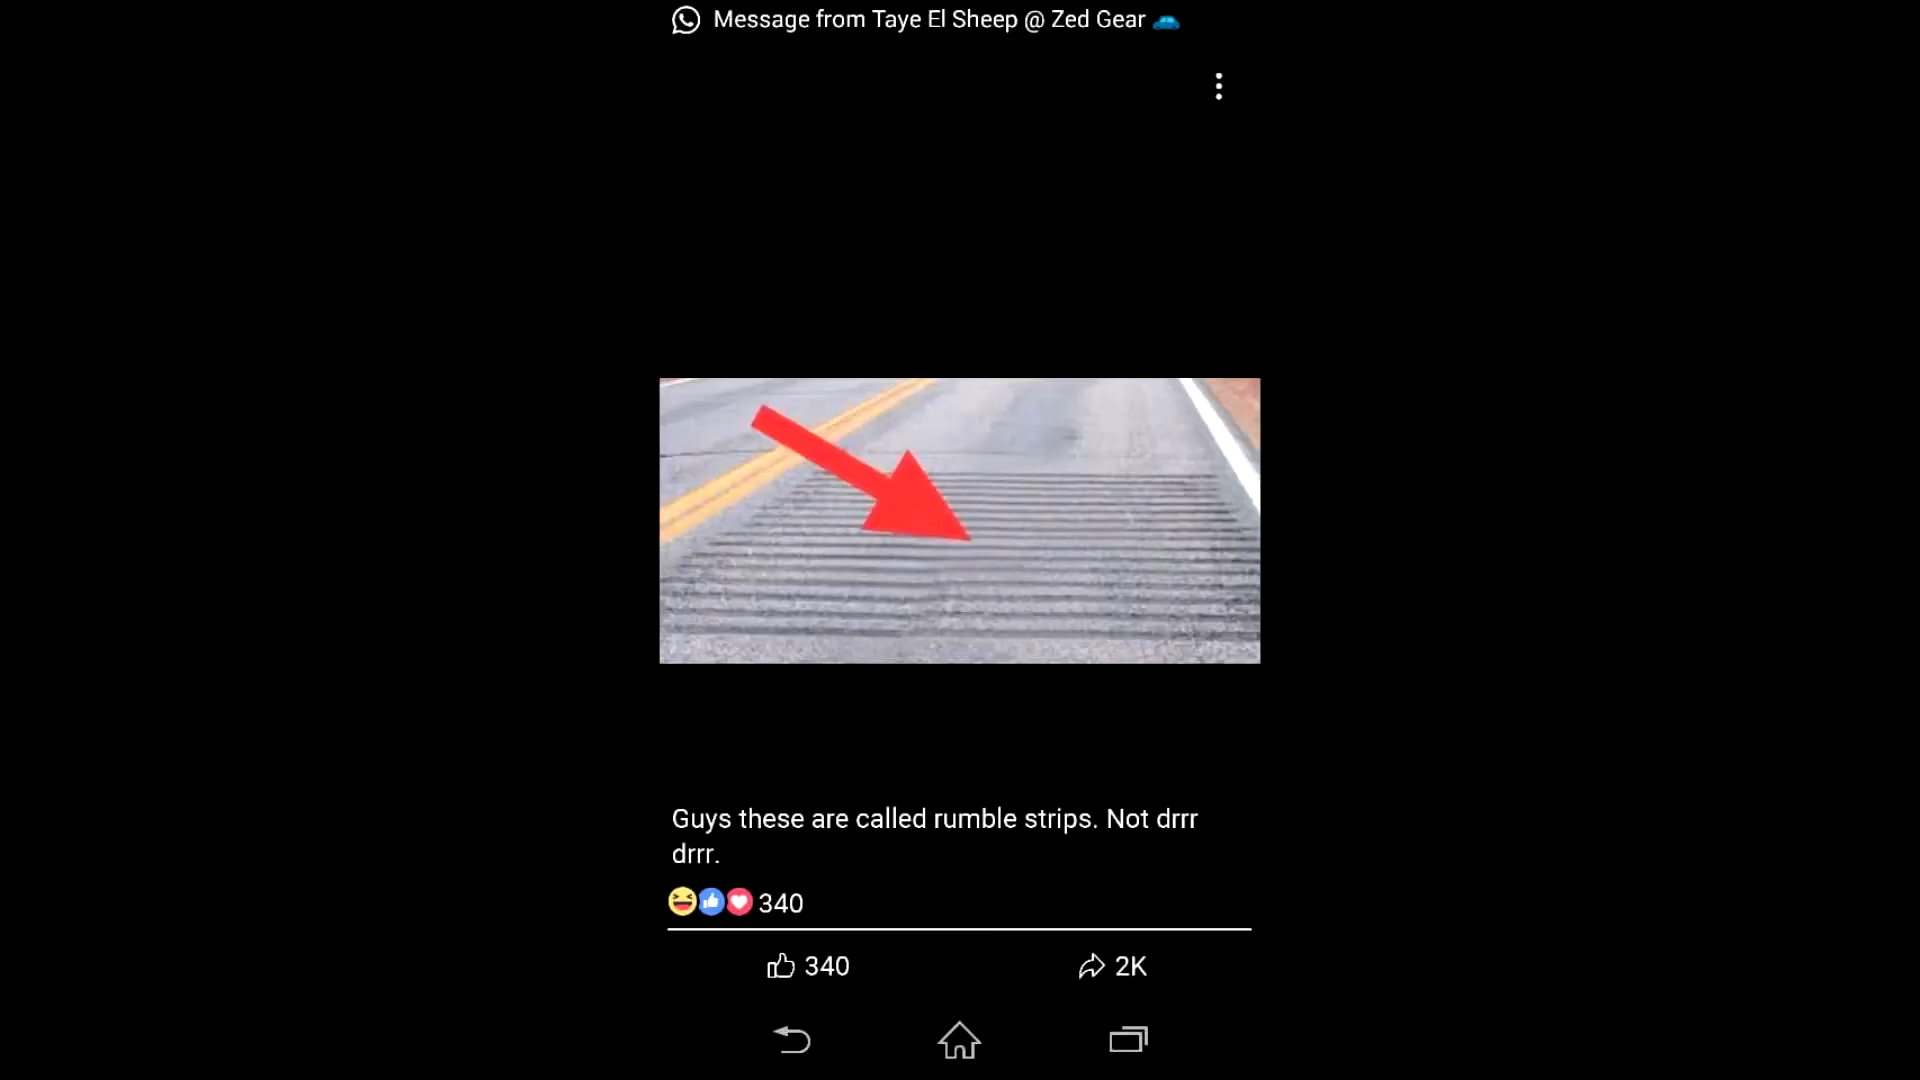 Message from Taye El Sheep @ Zed Gear 🚙
Guys these are called rumble strips. Not drrr
drrr.
340
340
2K